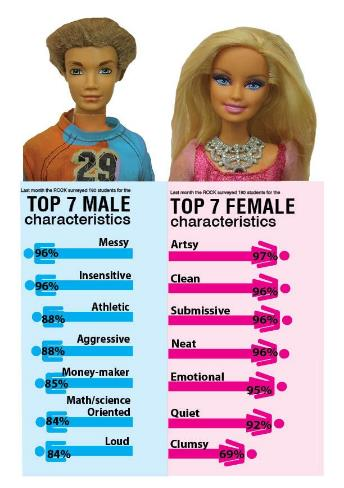 29
Last month the ROCK surveyed 190 students for the
TOP 7 MALE
characteristics
Messy
96%
Insensitive
96%
Athletic
88%
Aggressive
88%
Money-maker
85%
Math/science
Oriented
84%
Loud
84%
Last month the ROCK surveyed 190 students for the
TOP 7 FEMALE
characteristics
Artsy
97%
Clean
96%
Submissive
96%
Neat
96%
Emotional
95%
Quiet
92%
Clumsy
69%